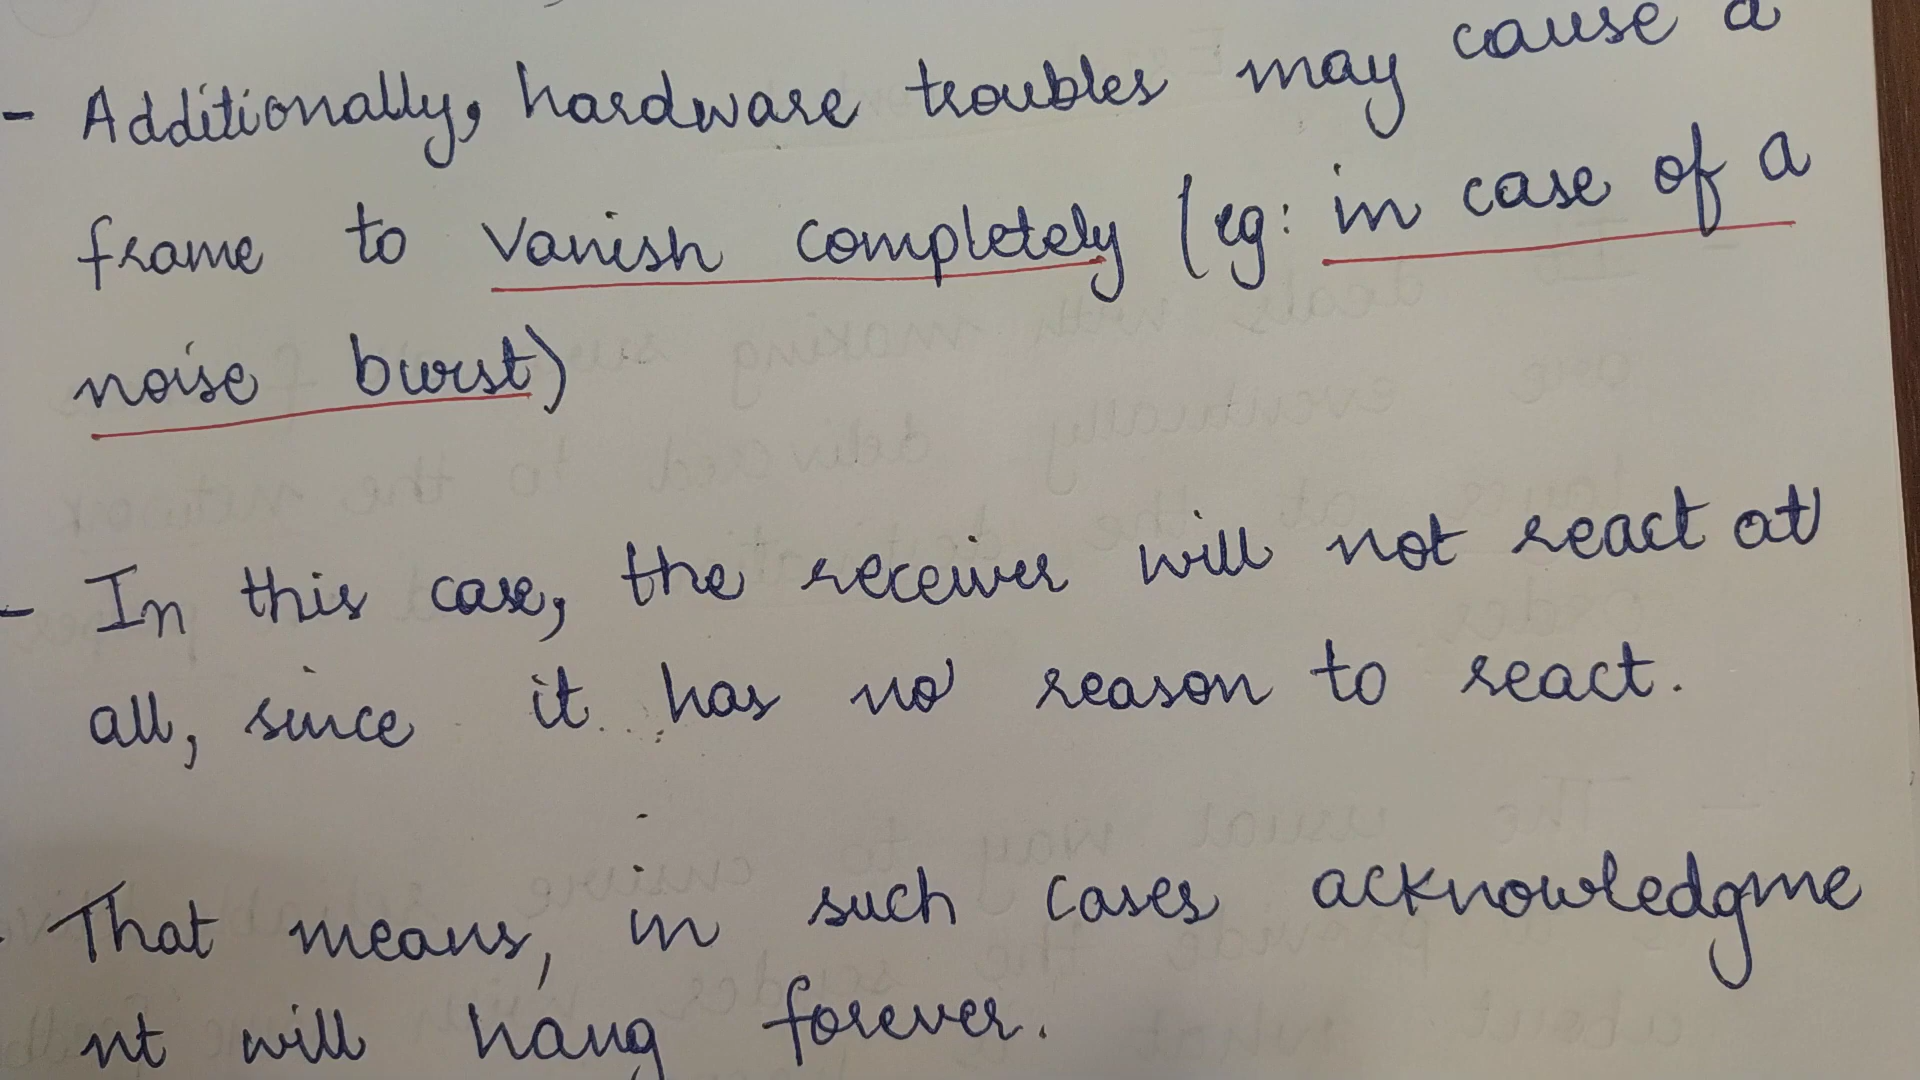 - Additionally, hardware troubles may cause a
frame to vanish completely (eg: in case of a
noise burst)
- In this case, the receiver will not react at
all, since it has no reason to react.
- That means, in such cases acknowledgme
nt will hang forever.